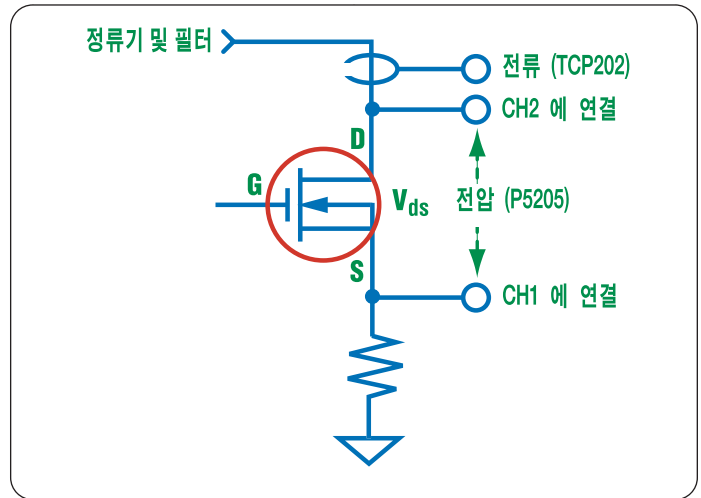 정류기 및 필터
전류 (TCP202)
CH2 에 연결
D
G
Vds
전압 (P5205)
S
CH1 에 연결